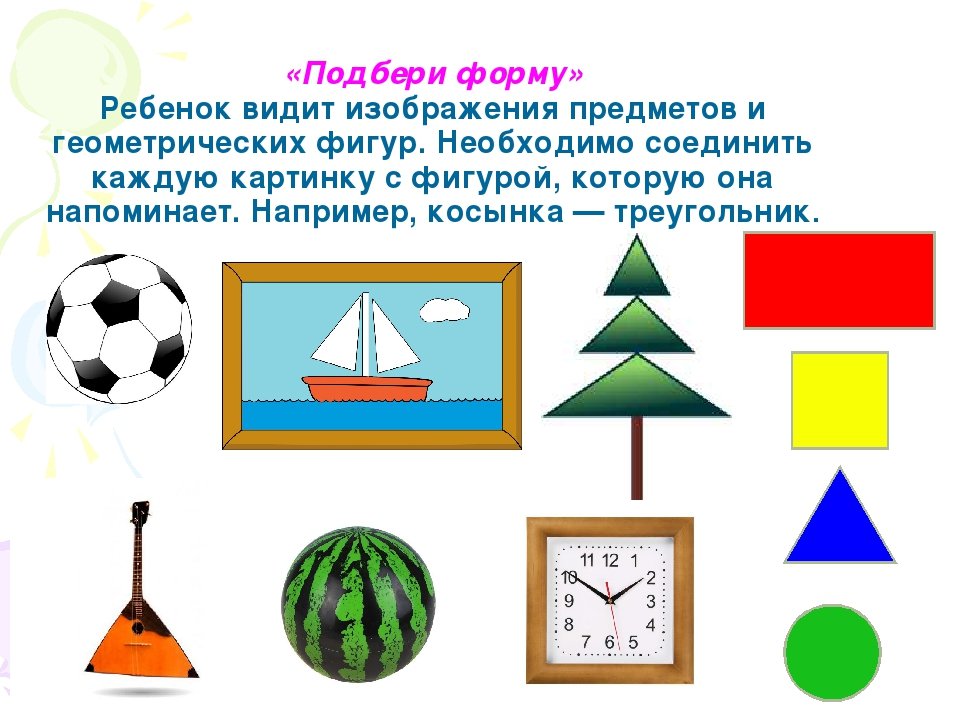 «Подбери форму»
Ребенок видит изображения предметов и
геометрических фигур. Необходимо соединить
каждую картинку с фигурой, которую она
напоминает. Например, косынка — треугольник.
11 12 1
10 2
9 3
8 4
7 6 5